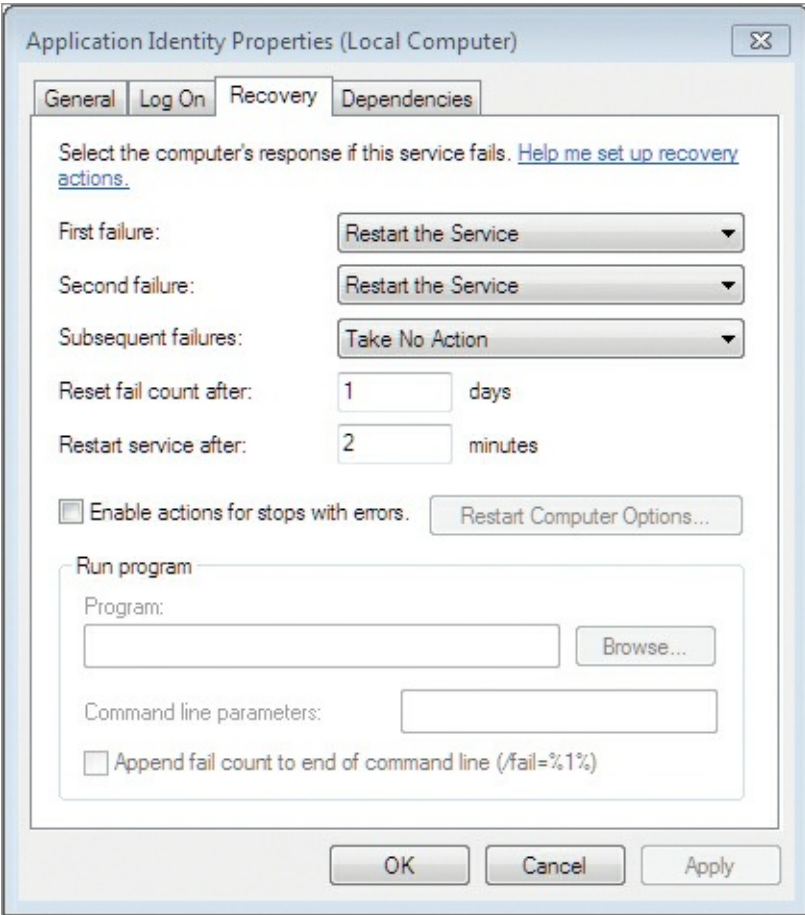 Application Identity Properties (Local Computer)
General Log On Recovery Dependencies
Select the computer's response if this service fails. Help me set up recovery
actions.
First failure: Restart the Service
Second failure: Restart the Service
Subsequent failures: Take No Action
Reset fail count after: 1 days
Restart service after: 2 minutes
Enable actions for stops with errors. Restart Computer Options...
Run program
Program:
Browse...
Command line parameters:
Append fail count to end of command line (/fail=%1%)
OK Cancel Apply